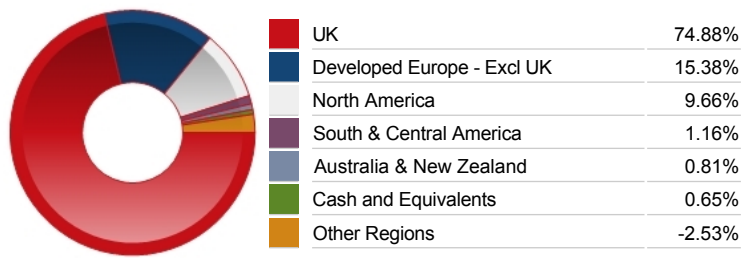 UK 74.88%
Developed Europe - Excl UK 15.38%
North America 9.66%
South & Central America 1.16%
Australia & New Zealand 0.81%
Cash and Equivalents 0.65%
Other Regions -2.53%